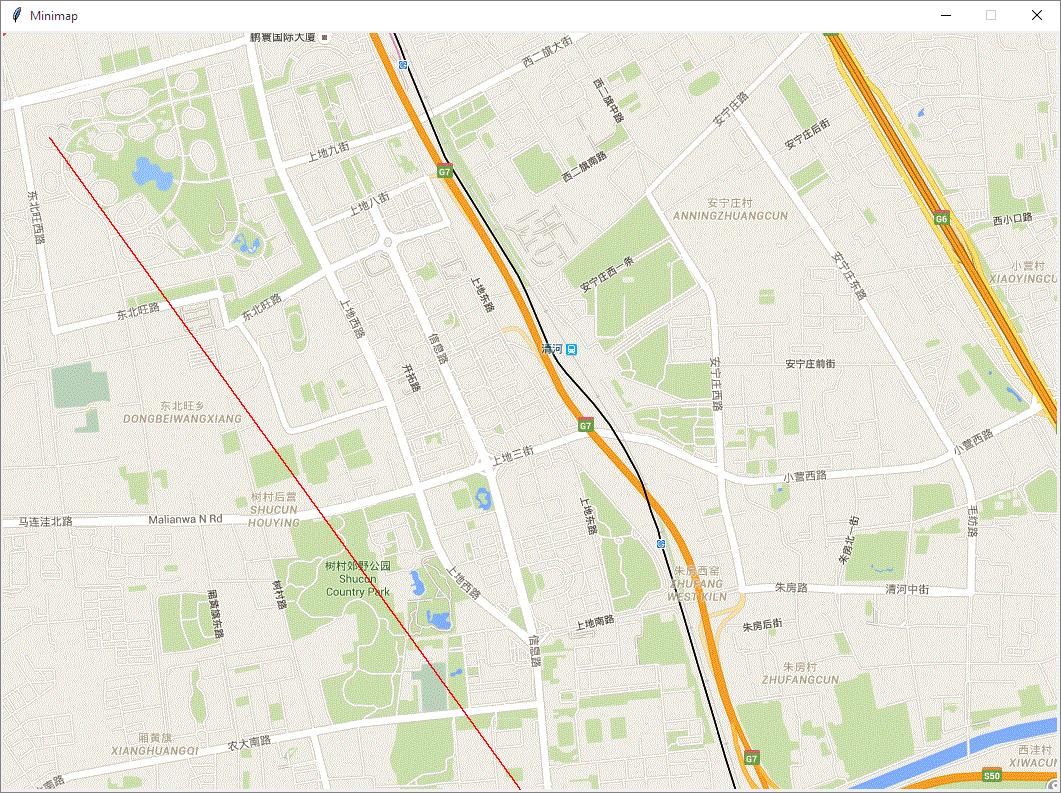 Minimap
鹏寰国际大厦
西二旗大街
西二旗中路
安宁庄路
安宁庄后街
上地九街
G7
西二旗南路
上地八街
东北旺西路
安宁庄村
ANNINGZHUANGCUN
G6
西小口路
小营村
XIAOYINGCU
安宁庄西一条
安宁庄东路
上地东路
东北旺路
东北旺路
上地西路
信息路
清河
开拓路
安宁庄西路
安宁庄前街
东北旺乡
DONGBEIWANGXIANG
G7
小营西路
上地三街
小营西路
树村后营
SHUCUN
HOUYING
马连洼北路
Malianwa N Rd
上地东路
毛纺路
朱房北一街
树村郊野公园
Shucun
Country Park
朱房西窑
ZHUFANG
WEST KILN
上地西路
树村路
厢黄旗东路
朱房路
清河中街
上地南路
朱房后街
信息路
朱房村
ZHUFANGCUN
厢黄旗
XIANGHUANGQI
农大南路
西洼村
XIWACUN
G7
S50
南路